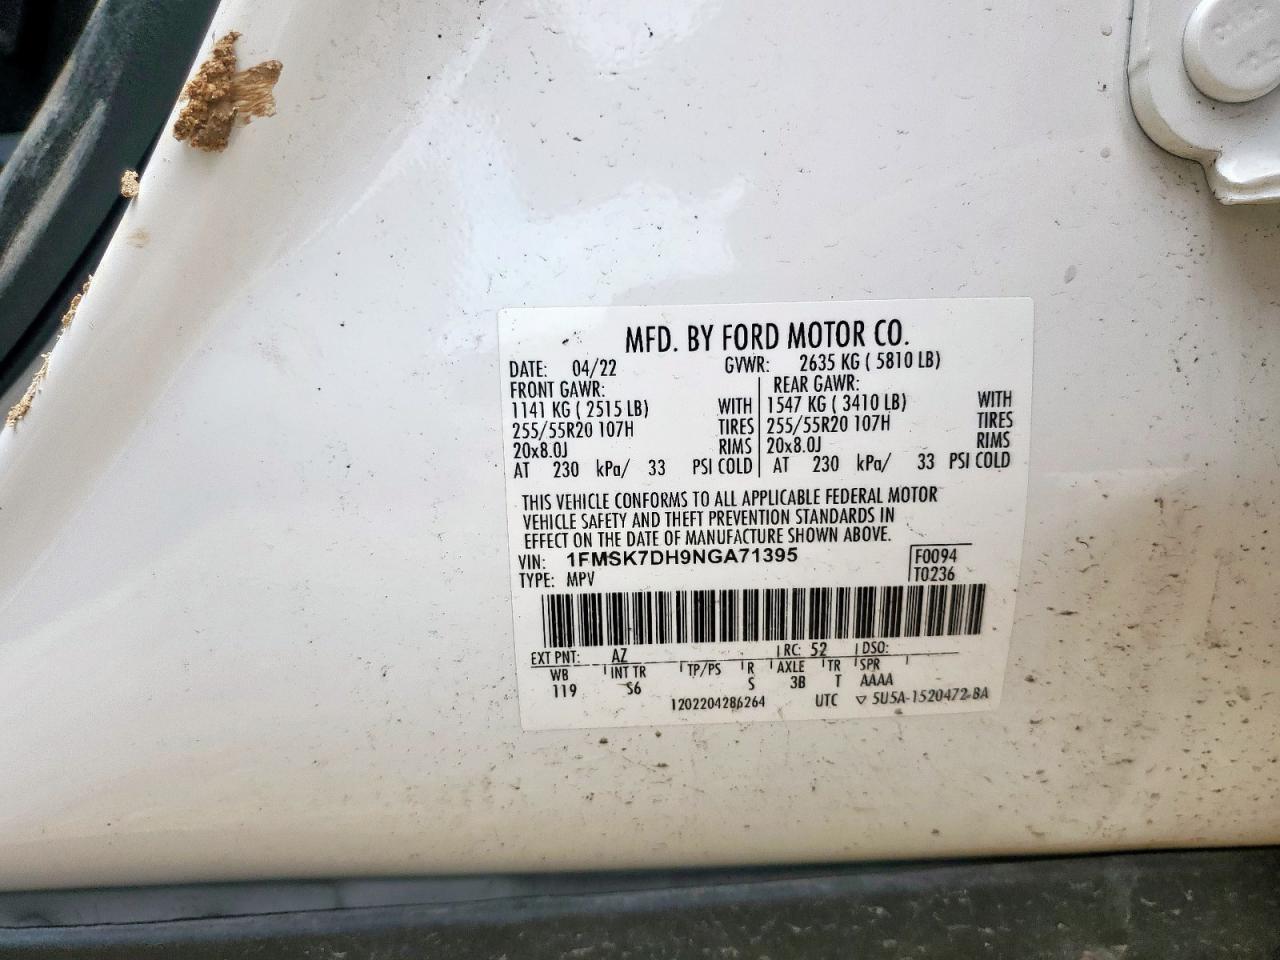 MFD. BY FORD MOTOR CO.
DATE: 04/22 GVWR: 2635 KG ( 5810 LB)
FRONT GAWR: REAR GAWR:
1141 KG ( 2515 LB) WITH 1547 KG ( 3410 LB) WITH
255/55R20 107H TIRES 255/55R20 107H TIRES
20x8.0J RIMS 20x8.0J RIMS
AT 230 kPa/ 33 PSI COLD AT 230 kPa/ 33 PSI COLD
THIS VEHICLE CONFORMS TO ALL APPLICABLE FEDERAL MOTOR
VEHICLE SAFETY AND THEFT PREVENTION STANDARDS IN
EFFECT ON THE DATE OF MANUFACTURE SHOWN ABOVE.
VIN: 1FMSK7DH9NGA71395 F0094
TYPE: MPV T0236
EXT PNT: AZ RC: 52 DSO:
WB INT TR TP/PS R AXLE TR SPR
119 S6 S 3B T AAAA
1202204286264 UTC ▽ 5U5A-1520472-BA